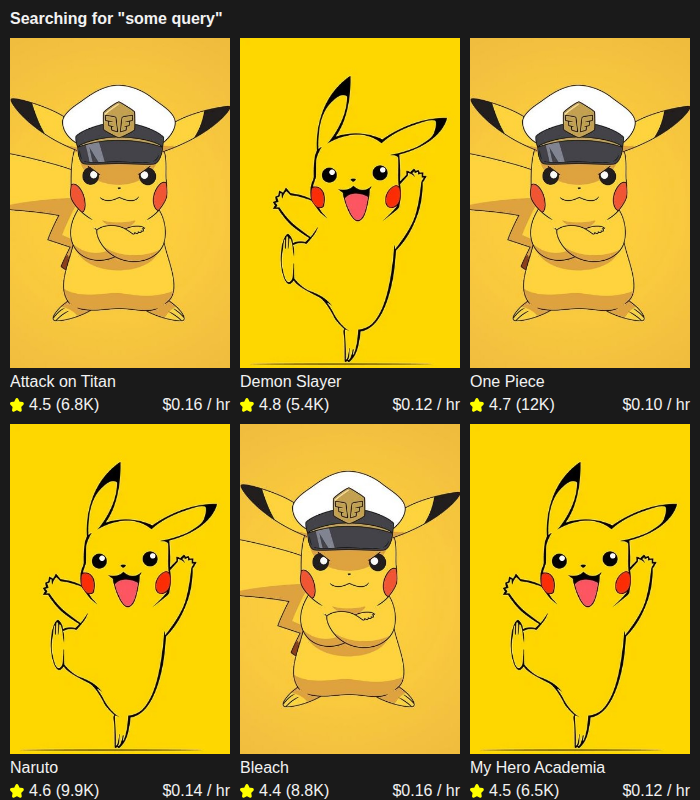 Searching for "some query"
Attack on Titan
4.5 (6.8K) $0.16 / hr
Demon Slayer
4.8 (5.4K) $0.12 / hr
One Piece
4.7 (12K) $0.10 / hr
Naruto
4.6 (9.9K) $0.14 / hr
Bleach
4.4 (8.8K) $0.16 / hr
My Hero Academia
4.5 (6.5K) $0.12 / hr